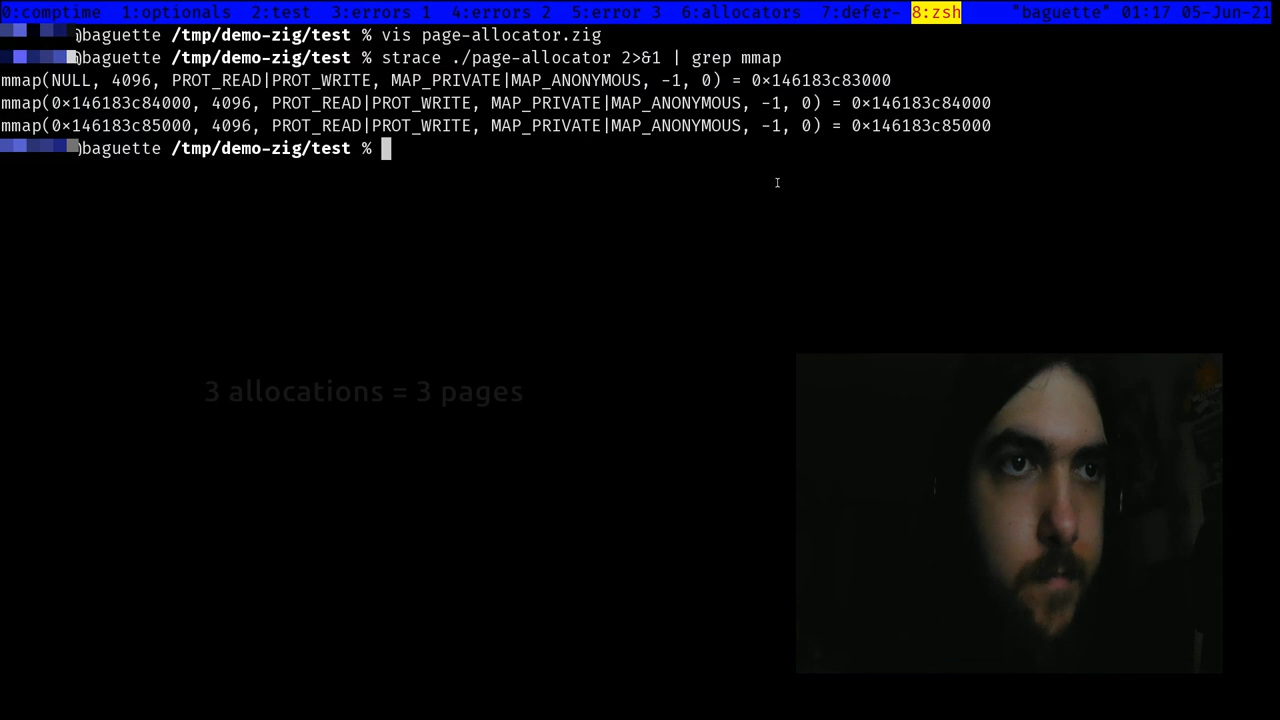 0:comptime 1:optionals 2:test 3:errors 1 4:errors 2 5:error 3 6:allocators 7:defer- 8:zsh "baguette" 01:17 05-Jun-21
@baguette /tmp/demo-zig/test % vis page-allocator.zig
@baguette /tmp/demo-zig/test % strace ./page-allocator 2>&1 | grep mmap
mmap(NULL, 4096, PROT_READ|PROT_WRITE, MAP_PRIVATE|MAP_ANONYMOUS, -1, 0) = 0x146183c83000
mmap(0x146183c84000, 4096, PROT_READ|PROT_WRITE, MAP_PRIVATE|MAP_ANONYMOUS, -1, 0) = 0x146183c84000
mmap(0x146183c85000, 4096, PROT_READ|PROT_WRITE, MAP_PRIVATE|MAP_ANONYMOUS, -1, 0) = 0x146183c85000
@baguette /tmp/demo-zig/test %
3 allocations = 3 pages